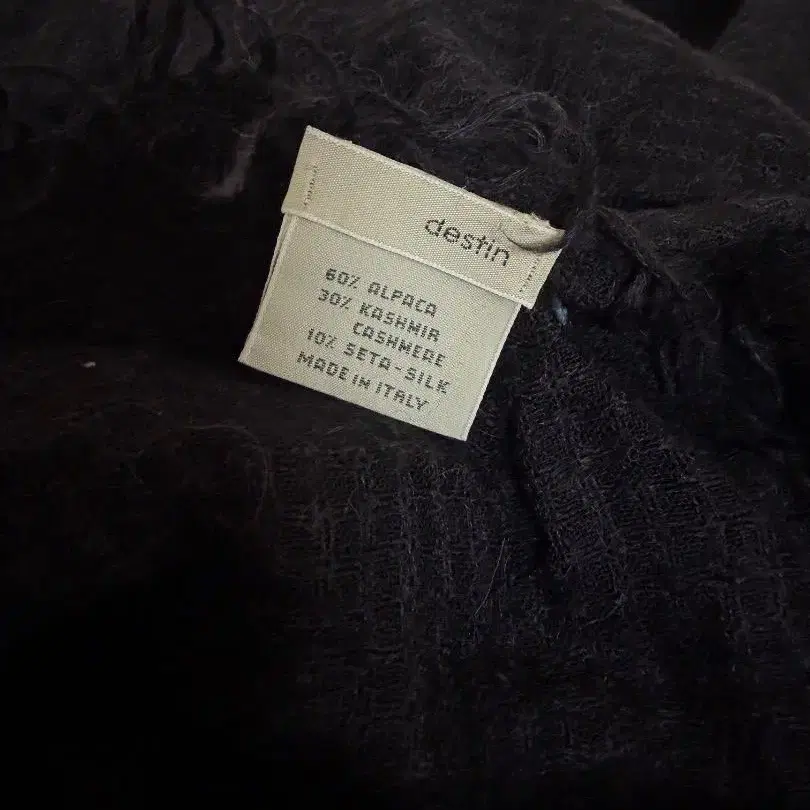 destin
60% ALPACA
30% KASHMIR
CASHMERE
10% SETA-SILK
MADE IN ITALY